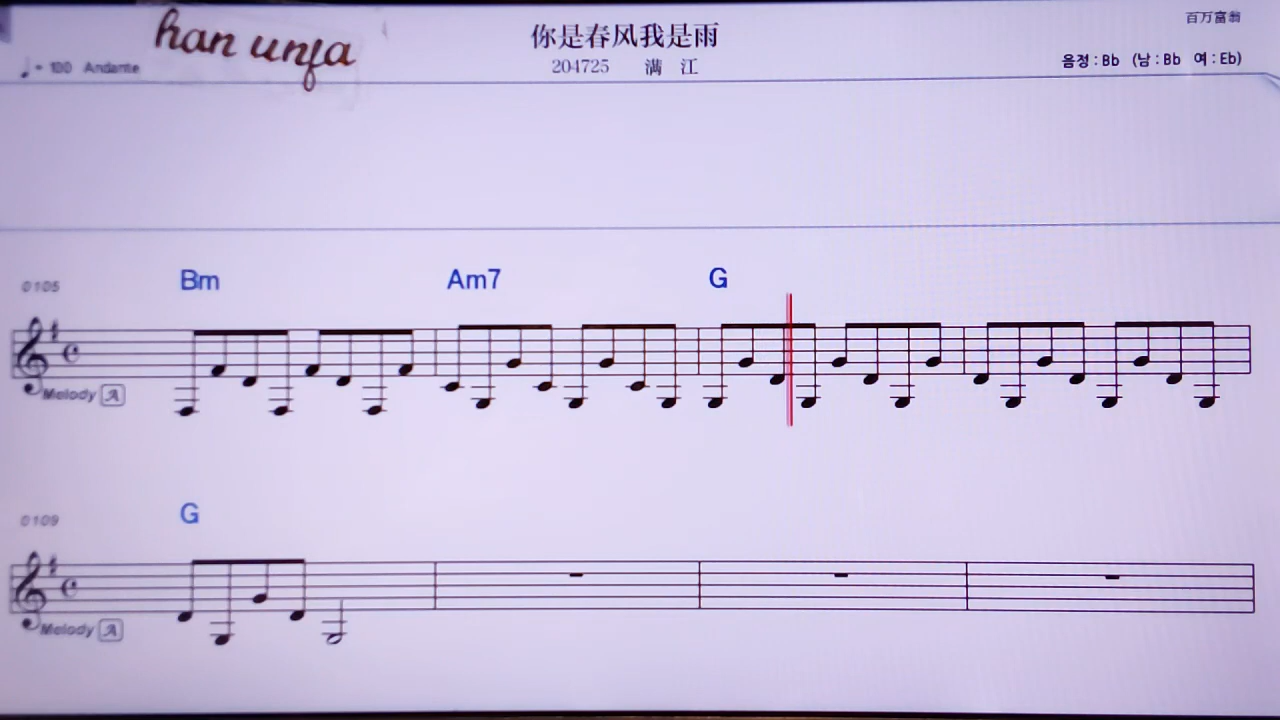 han unfa
你是春风我是雨
百万富翁
♩= 100 Andante
204725 满 江
음정 : Bb (남 : Bb 여 : Eb)
Bm Am7 G
0105
Melody A
G
0109
Melody A